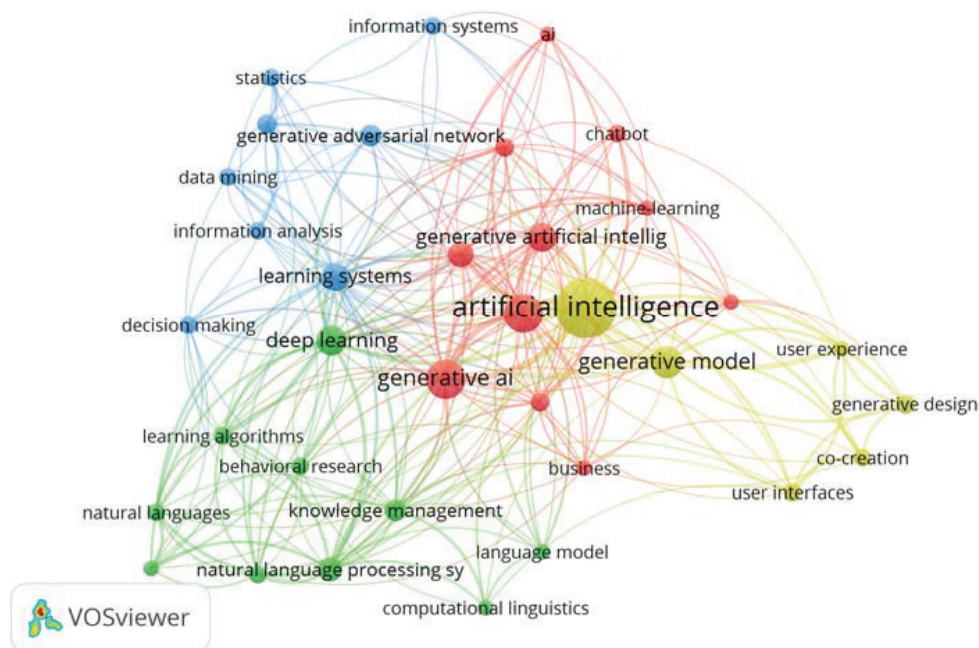 information systems
ai
statistics
generative adversarial network
chatbot
data mining
machine-learning
information analysis
generative artificial intellig
learning systems
artificial intelligence
decision making
deep learning
user experience
generative model
generative ai
generative design
learning algorithms
co-creation
behavioral research
business
user interfaces
natural languages
knowledge management
language model
natural language processing sy
computational linguistics
VOSviewer